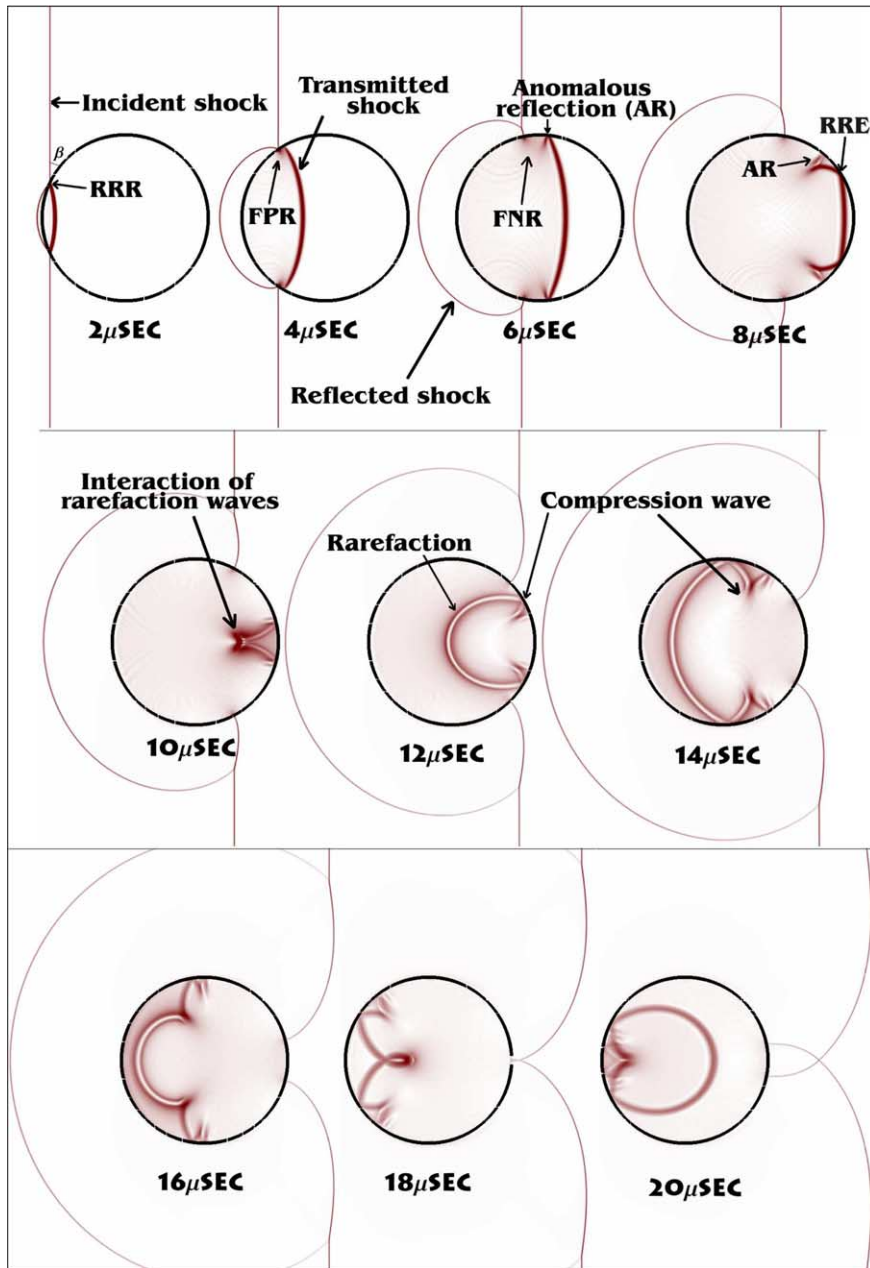 Incident shock
β
RRR
2μSEC
Transmitted
shock
FPR
4μSEC
Anomalous
reflection (AR)
FNR
6μSEC
Reflected shock
RRE
AR
8μSEC
Interaction of
rarefaction waves
10μSEC
Rarefaction
12μSEC
Compression wave
14μSEC
16μSEC
18μSEC
20μSEC